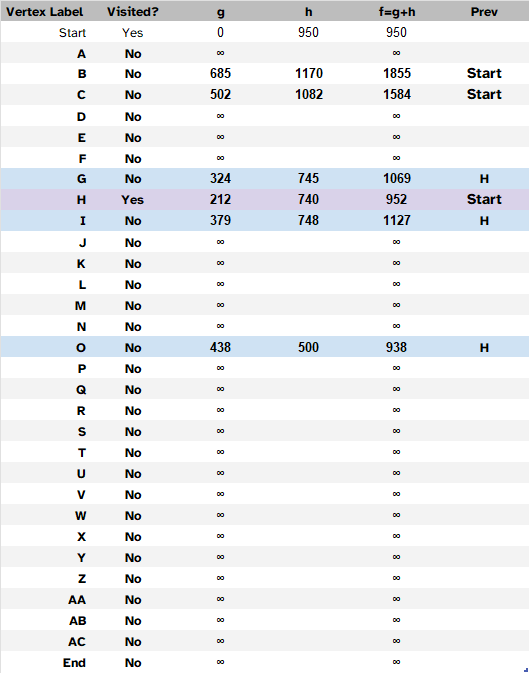 Vertex Label Visited? g h f=g+h Prev
Start Yes 0 950 950
A No ∞ ∞
B No 685 1170 1855 Start
C No 502 1082 1584 Start
D No ∞ ∞
E No ∞ ∞
F No ∞ ∞
G No 324 745 1069 H
H Yes 212 740 952 Start
I No 379 748 1127 H
J No ∞ ∞
K No ∞ ∞
L No ∞ ∞
M No ∞ ∞
N No ∞ ∞
O No 438 500 938 H
P No ∞ ∞
Q No ∞ ∞
R No ∞ ∞
S No ∞ ∞
T No ∞ ∞
U No ∞ ∞
V No ∞ ∞
W No ∞ ∞
X No ∞ ∞
Y No ∞ ∞
Z No ∞ ∞
AA No ∞ ∞
AB No ∞ ∞
AC No ∞ ∞
End No ∞ ∞